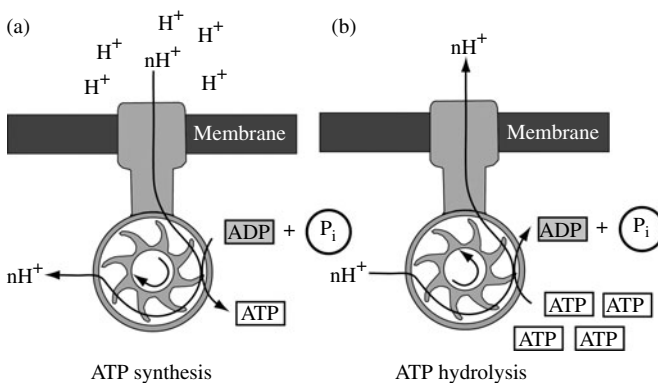 (a)
H⁺
H⁺
H⁺
nH⁺
H⁺
H⁺
Membrane
ADP + Pᵢ
nH⁺
ATP
ATP synthesis
(b)
nH⁺
Membrane
ADP + Pᵢ
nH⁺
ATP ATP
ATP ATP
ATP hydrolysis